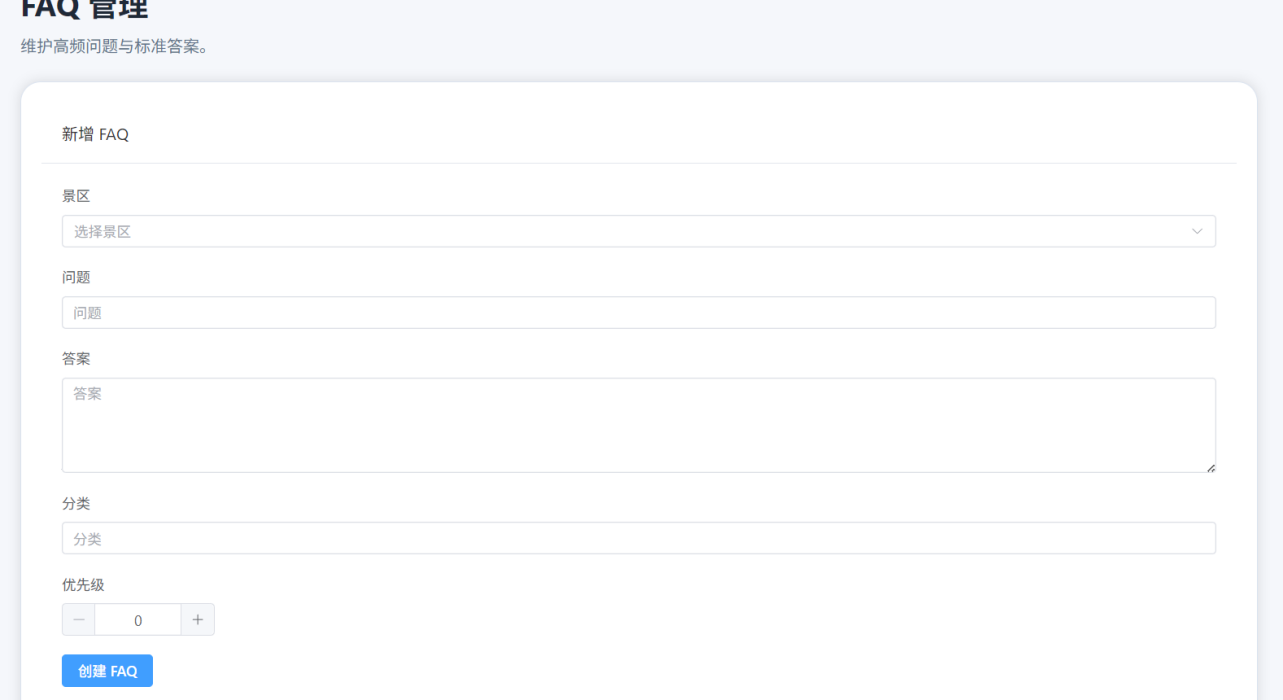 FAQ 管理
维护高频问题与标准答案。
新增 FAQ
景区
选择景区
问题
问题
答案
答案
分类
分类
优先级
0
创建 FAQ